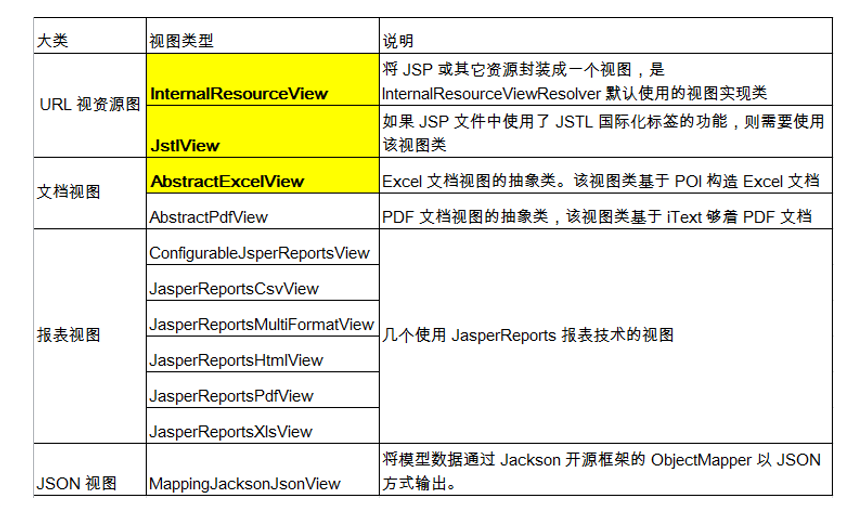 大类 视图类型 说明
URL 视资源图 InternalResourceView 将 JSP 或其它资源封装成一个视图，是
InternalResourceViewResolver 默认使用的视图实现类
JstlView 如果 JSP 文件中使用了 JSTL 国际化标签的功能，则需要使用
该视图类
文档视图 AbstractExcelView Excel 文档视图的抽象类。该视图类基于 POI 构造 Excel 文档
AbstractPdfView PDF 文档视图的抽象类，该视图类基于 iText 够着 PDF 文档
报表视图 ConfigurableJsperReportsView 几个使用 JasperReports 报表技术的视图
JasperReportsCsvView
JasperReportsMultiFormatView
JasperReportsHtmlView
JasperReportsPdfView
JasperReportsXlsView
JSON 视图 MappingJacksonJsonView 将模型数据通过 Jackson 开源框架的 ObjectMapper 以 JSON
方式输出。